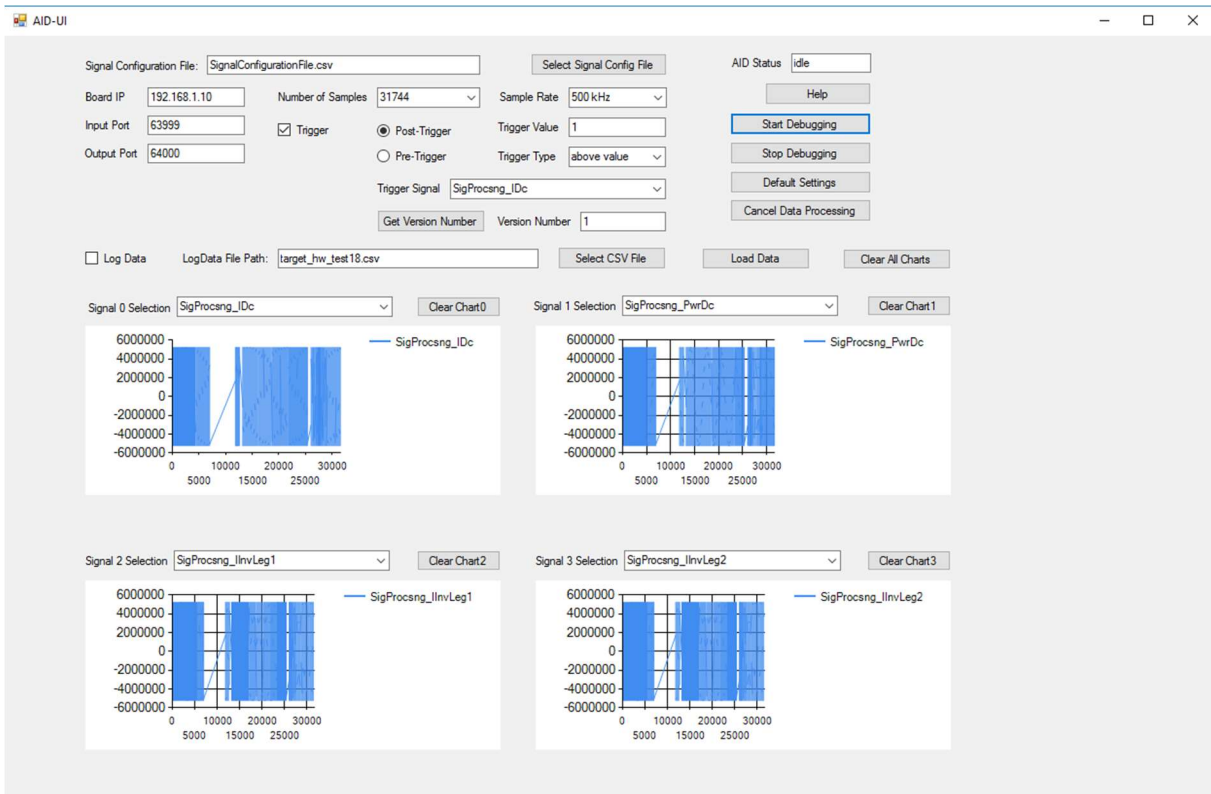 AID-UI
Signal Configuration File: SignalConfigurationFile.csv Select Signal Config File AID Status idle
Help
Board IP 192.168.1.10 Number of Samples 31744 Sample Rate 500 kHz
Input Port 63999 Trigger Post-Trigger Trigger Value 1 Start Debugging
Output Port 64000 Pre-Trigger Trigger Type above value Stop Debugging
Trigger Signal SigProcsng_IDc Default Settings
Get Version Number Version Number 1 Cancel Data Processing
Log Data LogData File Path: target_hw_test18.csv Select CSV File Load Data Clear All Charts
Signal 0 Selection SigProcsng_IDc Clear Chart0
6000000
4000000
2000000
0
-2000000
-4000000
-6000000
0 10000 20000 30000
5000 15000 25000
SigProcsng_IDc
Signal 1 Selection SigProcsng_PwrDc Clear Chart1
6000000
4000000
2000000
0
-2000000
-4000000
-6000000
0 10000 20000 30000
5000 15000 25000
SigProcsng_PwrDc
Signal 2 Selection SigProcsng_IInvLeg1 Clear Chart2
6000000
4000000
2000000
0
-2000000
-4000000
-6000000
0 10000 20000 30000
5000 15000 25000
SigProcsng_IInvLeg1
Signal 3 Selection SigProcsng_IInvLeg2 Clear Chart3
6000000
4000000
2000000
0
-2000000
-4000000
-6000000
0 10000 20000 30000
5000 15000 25000
SigProcsng_IInvLeg2